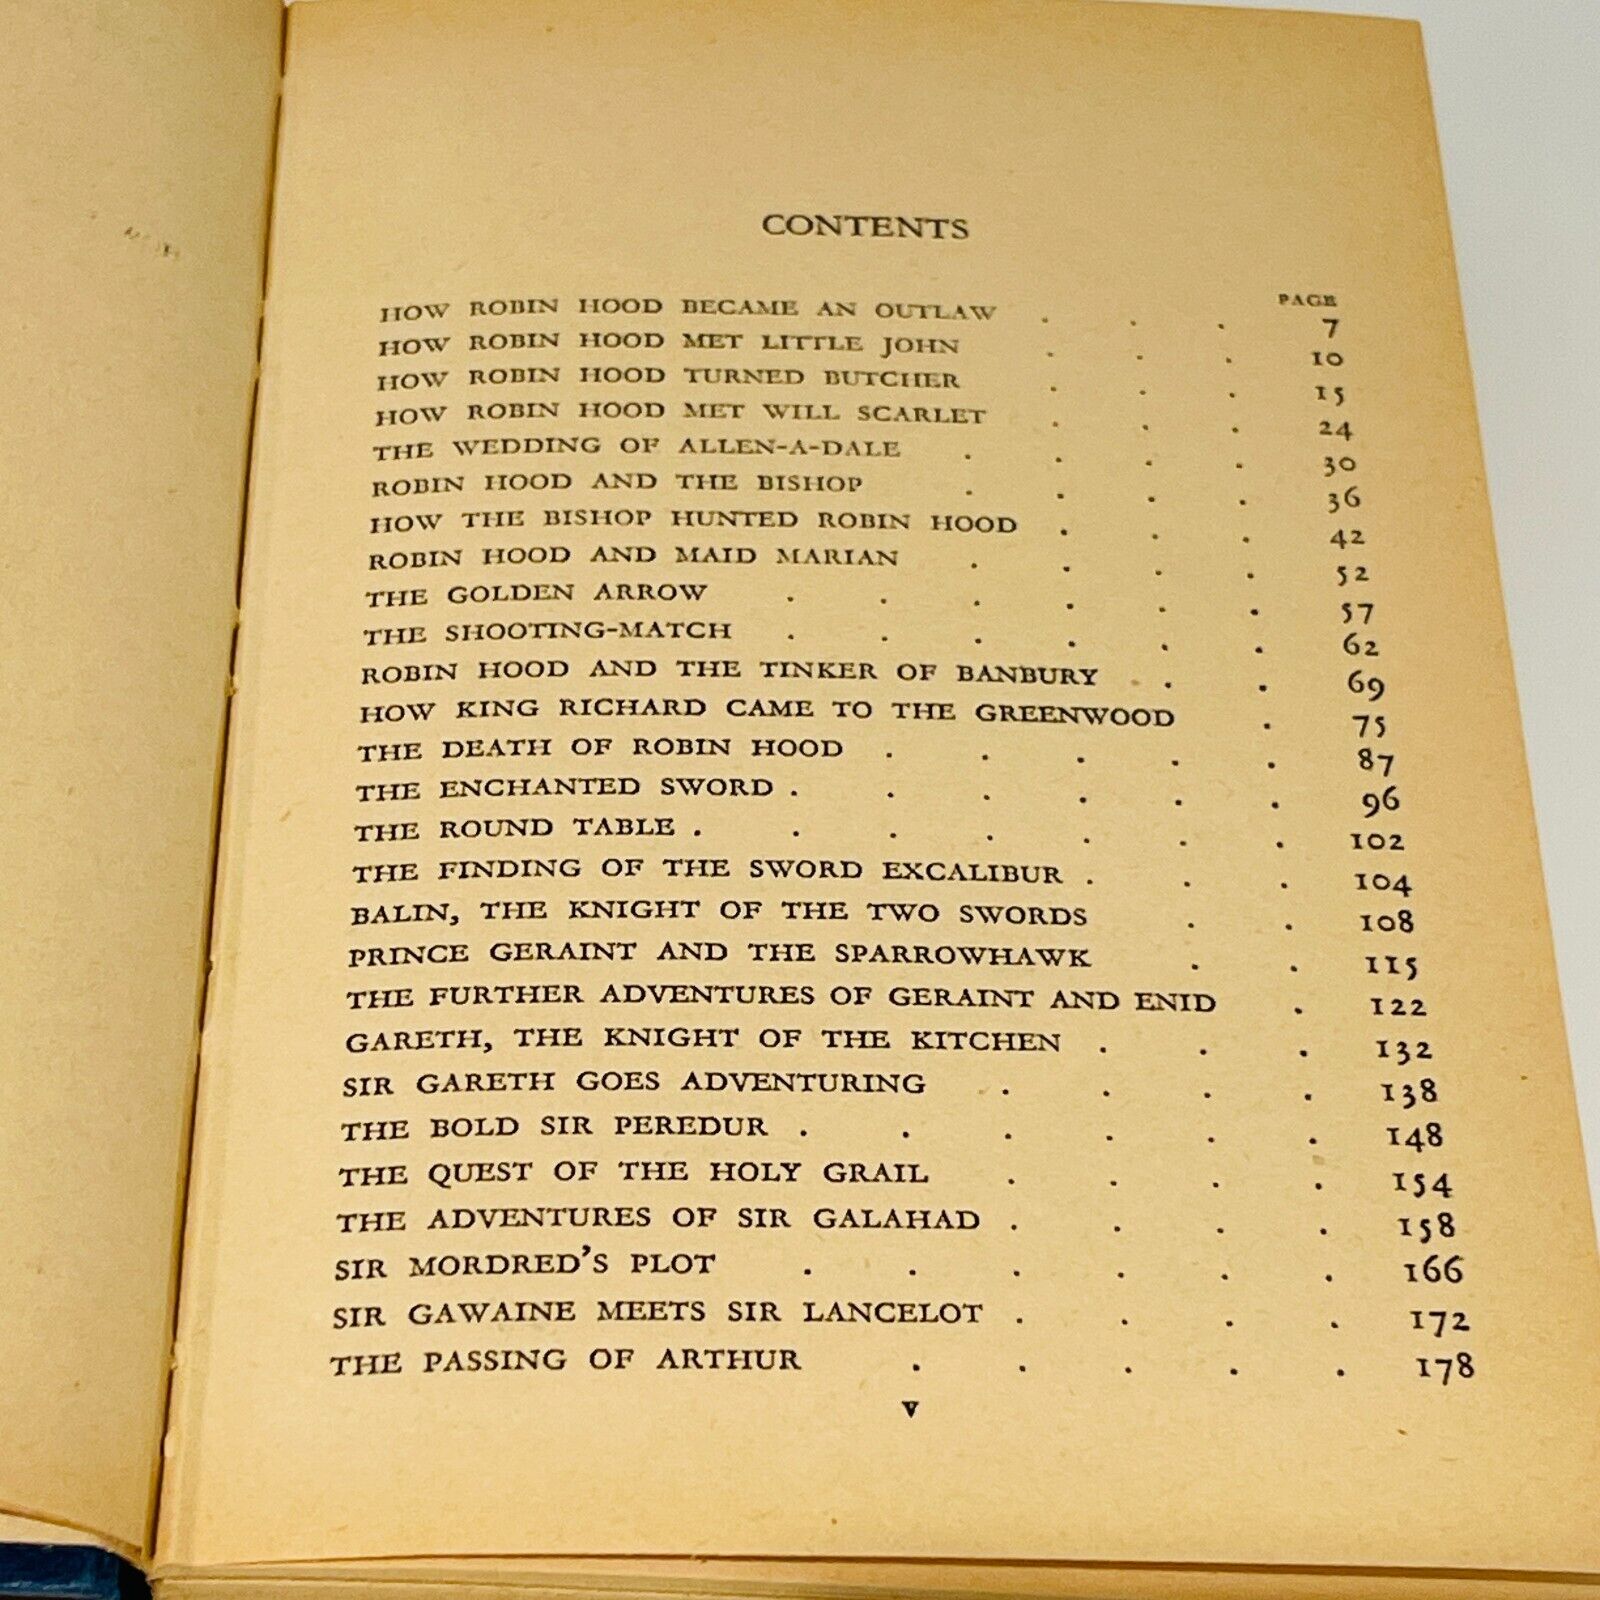 CONTENTS
PAGE
HOW ROBIN HOOD BECAME AN OUTLAW . . . 7
HOW ROBIN HOOD MET LITTLE JOHN . . . 10
HOW ROBIN HOOD TURNED BUTCHER . . . 15
HOW ROBIN HOOD MET WILL SCARLET . . . 24
THE WEDDING OF ALLEN-A-DALE . . . . 30
ROBIN HOOD AND THE BISHOP . . . . 36
HOW THE BISHOP HUNTED ROBIN HOOD . . . 42
ROBIN HOOD AND MAID MARIAN . . . . 52
THE GOLDEN ARROW . . . . . . 57
THE SHOOTING-MATCH . . . . . . 62
ROBIN HOOD AND THE TINKER OF BANBURY . . 69
HOW KING RICHARD CAME TO THE GREENWOOD . 75
THE DEATH OF ROBIN HOOD . . . . . 87
THE ENCHANTED SWORD . . . . . . 96
THE ROUND TABLE . . . . . . . 102
THE FINDING OF THE SWORD EXCALIBUR . . . 104
BALIN, THE KNIGHT OF THE TWO SWORDS . . 108
PRINCE GERAINT AND THE SPARROWHAWK . . 115
THE FURTHER ADVENTURES OF GERAINT AND ENID . 122
GARETH, THE KNIGHT OF THE KITCHEN . . . 132
SIR GARETH GOES ADVENTURING . . . . 138
THE BOLD SIR PEREDUR . . . . . . 148
THE QUEST OF THE HOLY GRAIL . . . . 154
THE ADVENTURES OF SIR GALAHAD . . . . 158
SIR MORDRED'S PLOT . . . . . . 166
SIR GAWAINE MEETS SIR LANCELOT . . . . 172
THE PASSING OF ARTHUR . . . . . 178
v